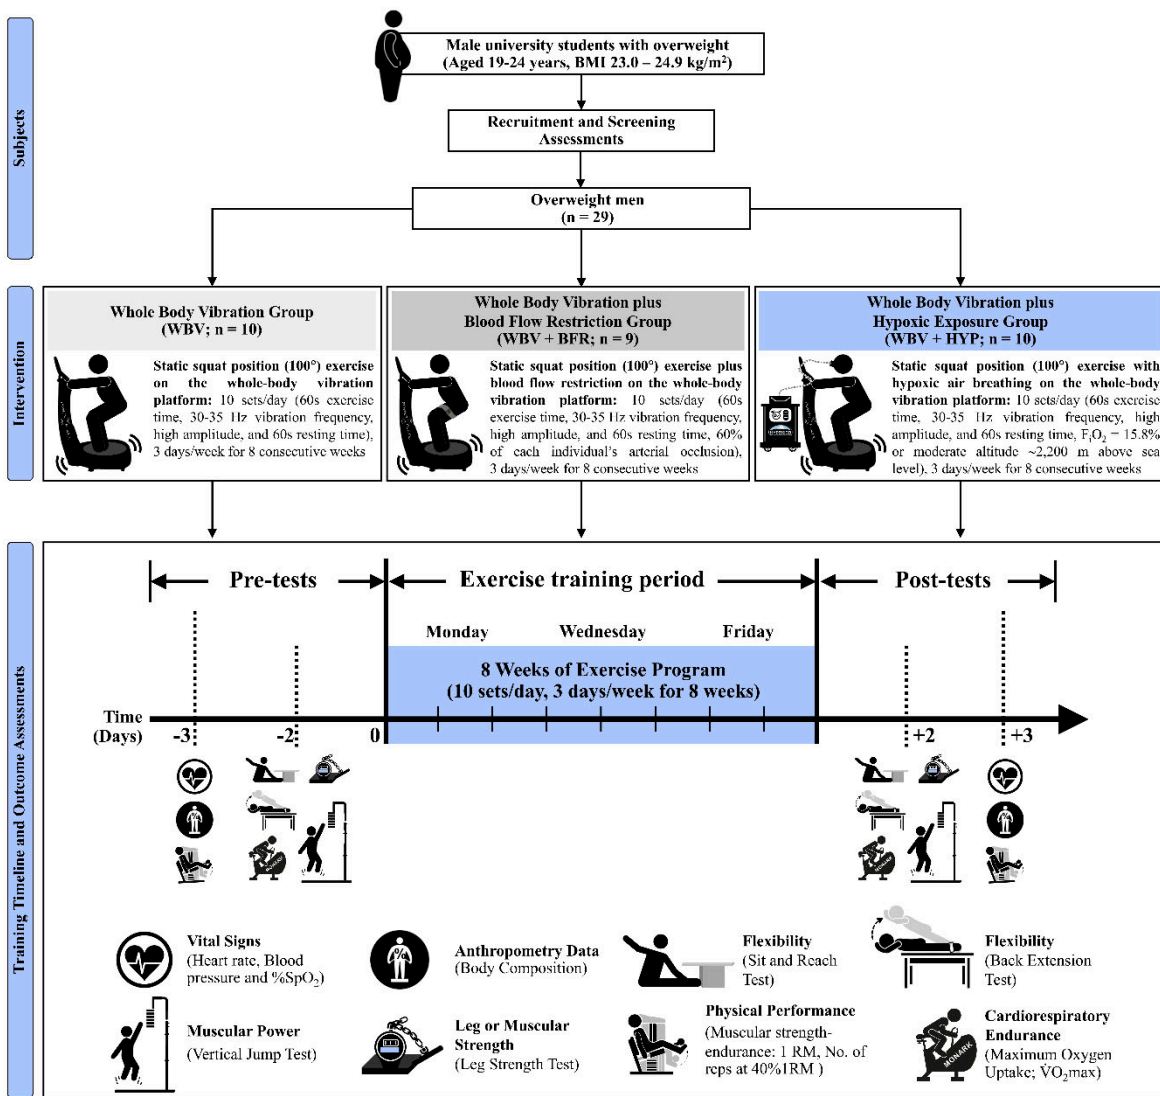 Subjects
Male university students with overweight
(Aged 19-24 years, BMI 23.0 – 24.9 kg/m²)
Recruitment and Screening
Assessments
Overweight men
(n = 29)
Intervention
Whole Body Vibration Group
(WBV; n = 10)
Static squat position (100°) exercise
on the whole-body vibration
platform: 10 sets/day (60s exercise
time, 30-35 Hz vibration frequency,
high amplitude, and 60s resting time),
3 days/week for 8 consecutive weeks
Whole Body Vibration plus
Blood Flow Restriction Group
(WBV + BFR; n = 9)
Static squat position (100°) exercise plus
blood flow restriction on the whole-body
vibration platform: 10 sets/day (60s
exercise time, 30-35 Hz vibration frequency,
high amplitude, and 60s resting time, 60%
of each individual's arterial occlusion),
3 days/week for 8 consecutive weeks
Whole Body Vibration plus
Hypoxic Exposure Group
(WBV + HYP; n = 10)
Static squat position (100°) exercise with
hypoxic air breathing on the whole-body
vibration platform: 10 sets/day (60s exercise
time, 30-35 Hz vibration frequency, high
amplitude, and 60s resting time, FᵢO₂ = 15.8%
or moderate altitude ~2,200 m above sea
level), 3 days/week for 8 consecutive weeks
Training Timeline and Outcome Assessments
Pre-tests
Exercise training period
Post-tests
Monday
Wednesday
Friday
8 Weeks of Exercise Program
(10 sets/day, 3 days/week for 8 weeks)
Time
(Days)
-3
-2
0
+2
+3
Vital Signs
(Heart rate, Blood
pressure and %SpO₂)
Anthropometry Data
(Body Composition)
Flexibility
(Sit and Reach
Test)
Flexibility
(Back Extension
Test)
Muscular Power
(Vertical Jump Test)
Leg or Muscular
Strength
(Leg Strength Test)
Physical Performance
(Muscular strength-
endurance: 1 RM, No. of
reps at 40%1RM )
MONARK
Cardiorespiratory
Endurance
(Maximum Oxygen
Uptake; V̇O₂max)